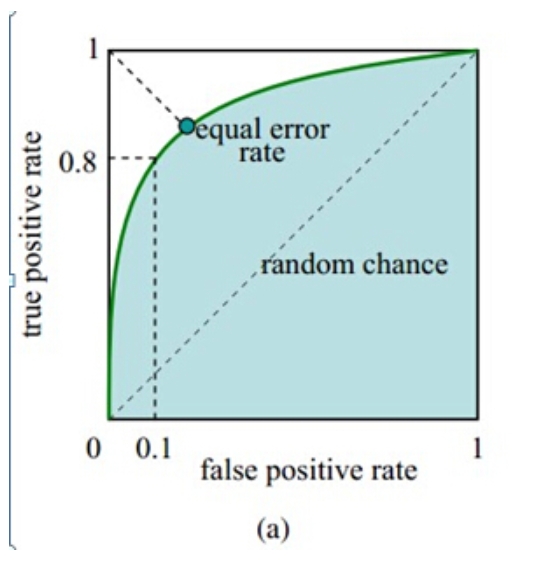 1
equal error
rate
0.8
true positive rate
random chance
0 0.1 1
false positive rate
(a)